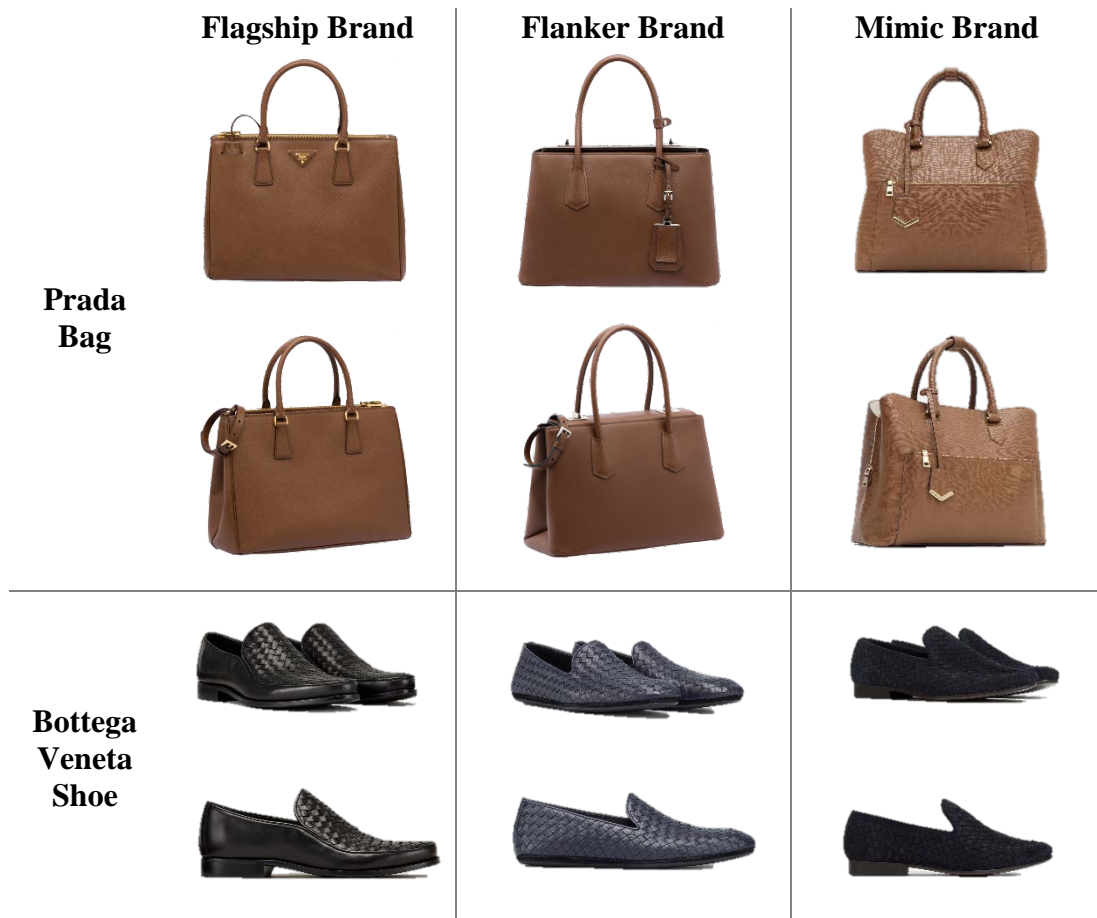 Flagship Brand
Flanker Brand
Mimic Brand
Prada
Bag
Bottega
Veneta
Shoe